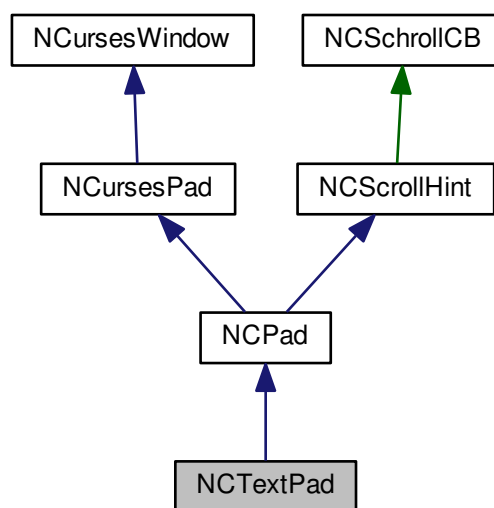 NCursesWindow
NCSchrollCB
NCursesPad
NCScrollHint
NCPad
NCTextPad